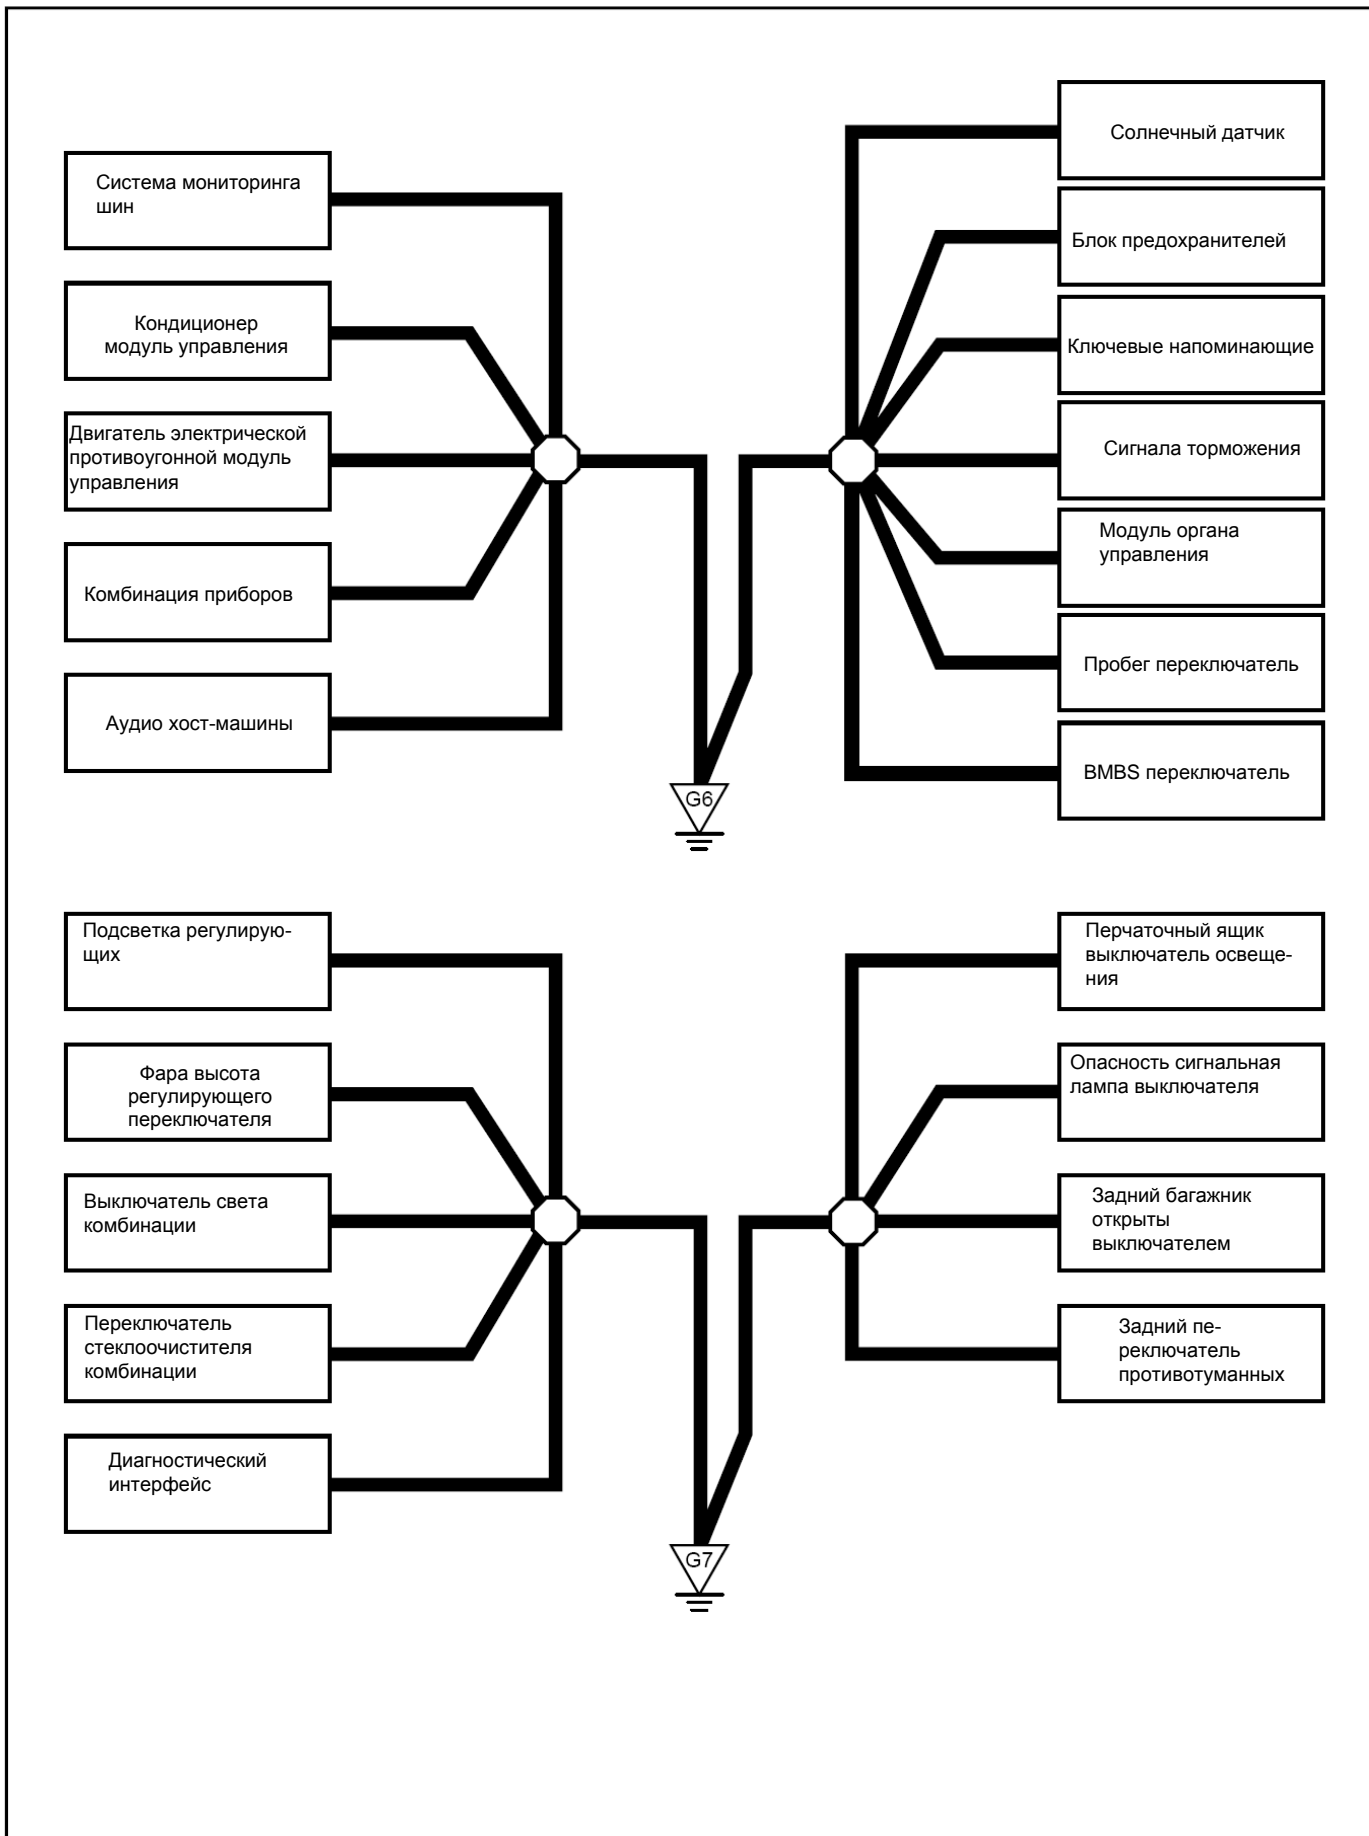 Система мониторинга
шин
Кондиционер
модуль управления
Двигатель электрической
противоугонной модуль
управления
Комбинация приборов
Аудио хост-машины
Солнечный датчик
Блок предохранителей
Ключевые напоминающие
Сигнала торможения
Модуль органа
управления
Пробег переключатель
BMBS переключатель
G6
Подсветка регулирую-
щих
Фара высота
регулирующего
переключателя
Выключатель света
комбинации
Переключатель
стеклоочистителя
комбинации
Диагностический
интерфейс
Перчаточный ящик
выключатель освеще-
ния
Опасность сигнальная
лампа выключателя
Задний багажник
открыты
выключателем
Задний пе-
реключатель
противотуманных
G7